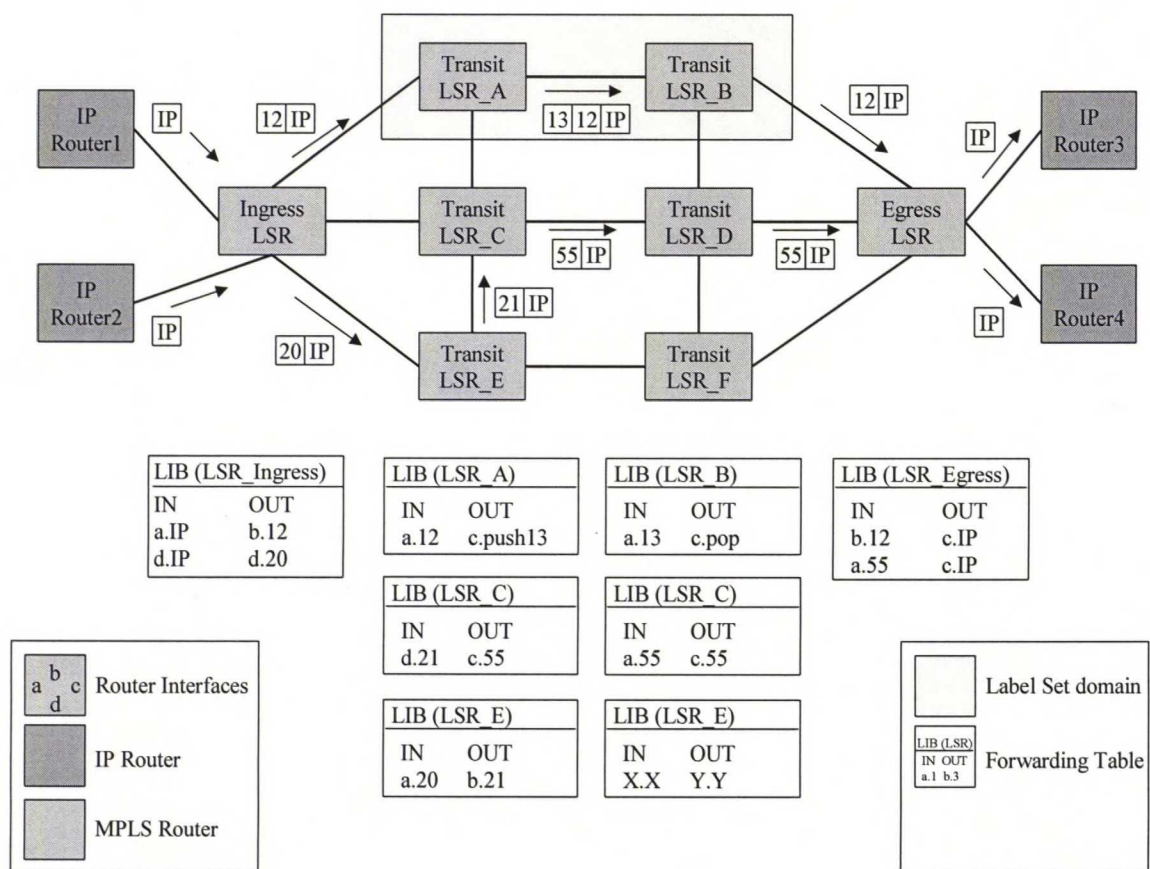 Transit
LSR_A
Transit
LSR_B
IP
Router1
IP
12 IP
13 12 IP
12 IP
IP
IP
Router3
Ingress
LSR
Transit
LSR_C
Transit
LSR_D
Egress
LSR
55 IP
55 IP
IP
Router2
IP
20 IP
21 IP
Transit
LSR_E
Transit
LSR_F
IP
IP
Router4
LIB (LSR_Ingress)
IN OUT
a.IP b.12
d.IP d.20
LIB (LSR_A)
IN OUT
a.12 c.push13
LIB (LSR_B)
IN OUT
a.13 c.pop
LIB (LSR_Egress)
IN OUT
b.12 c.IP
a.55 c.IP
LIB (LSR_C)
IN OUT
d.21 c.55
LIB (LSR_C)
IN OUT
a.55 c.55
LIB (LSR_E)
IN OUT
a.20 b.21
LIB (LSR_E)
IN OUT
X.X Y.Y
b
a c
d
Router Interfaces
IP Router
MPLS Router
Label Set domain
LIB (LSR)
IN OUT
a.1 b.3
Forwarding Table